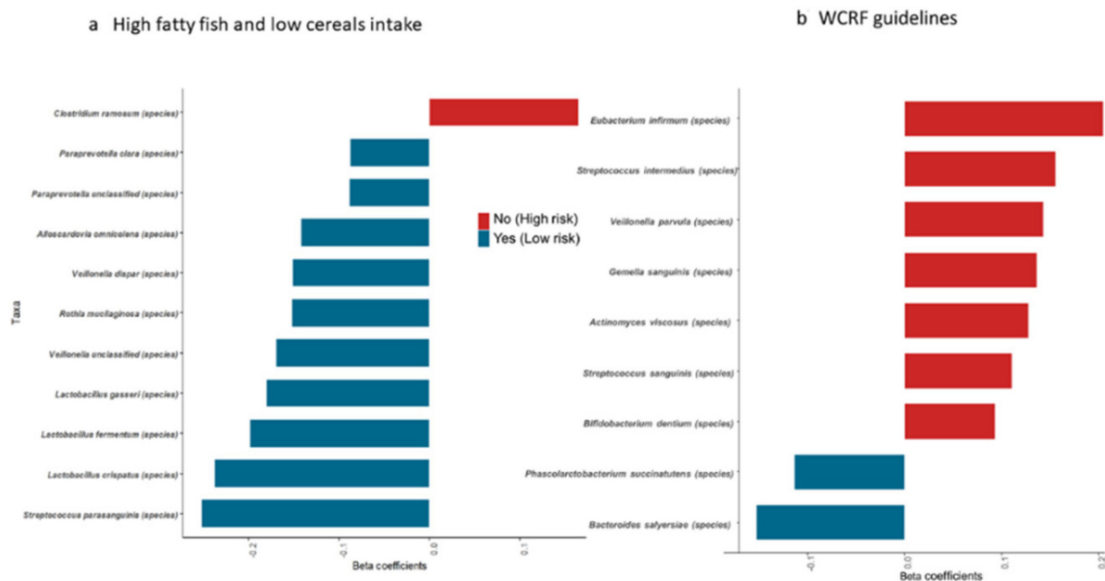 a High fatty fish and low cereals intake
Clostridium ramosum (species)
Paraprevotella clara (species)
Paraprevotella unclassified (species)
Alloscardovia omnicolens (species)
Veillonella dispar (species)
Rothia mucilaginosa (species)
Veillonella unclassified (species)
Lactobacillus gasseri (species)
Lactobacillus fermentum (species)
Lactobacillus crispatus (species)
Streptococcus parasanguinis (species)
Taxa
-0.2 -0.1 0.0 0.1
Beta coefficients
No (High risk)
Yes (Low risk)
b WCRF guidelines
Eubacterium infirmum (species)
Streptococcus intermedius (species)
Veillonella parvula (species)
Gemella sanguinis (species)
Actinomyces viscosus (species)
Streptococcus sanguinis (species)
Bifidobacterium dentium (species)
Phascolarctobacterium succinatutens (species)
Bacteroides salyersiae (species)
-0.1 0.0 0.1 0.2
Beta coefficients